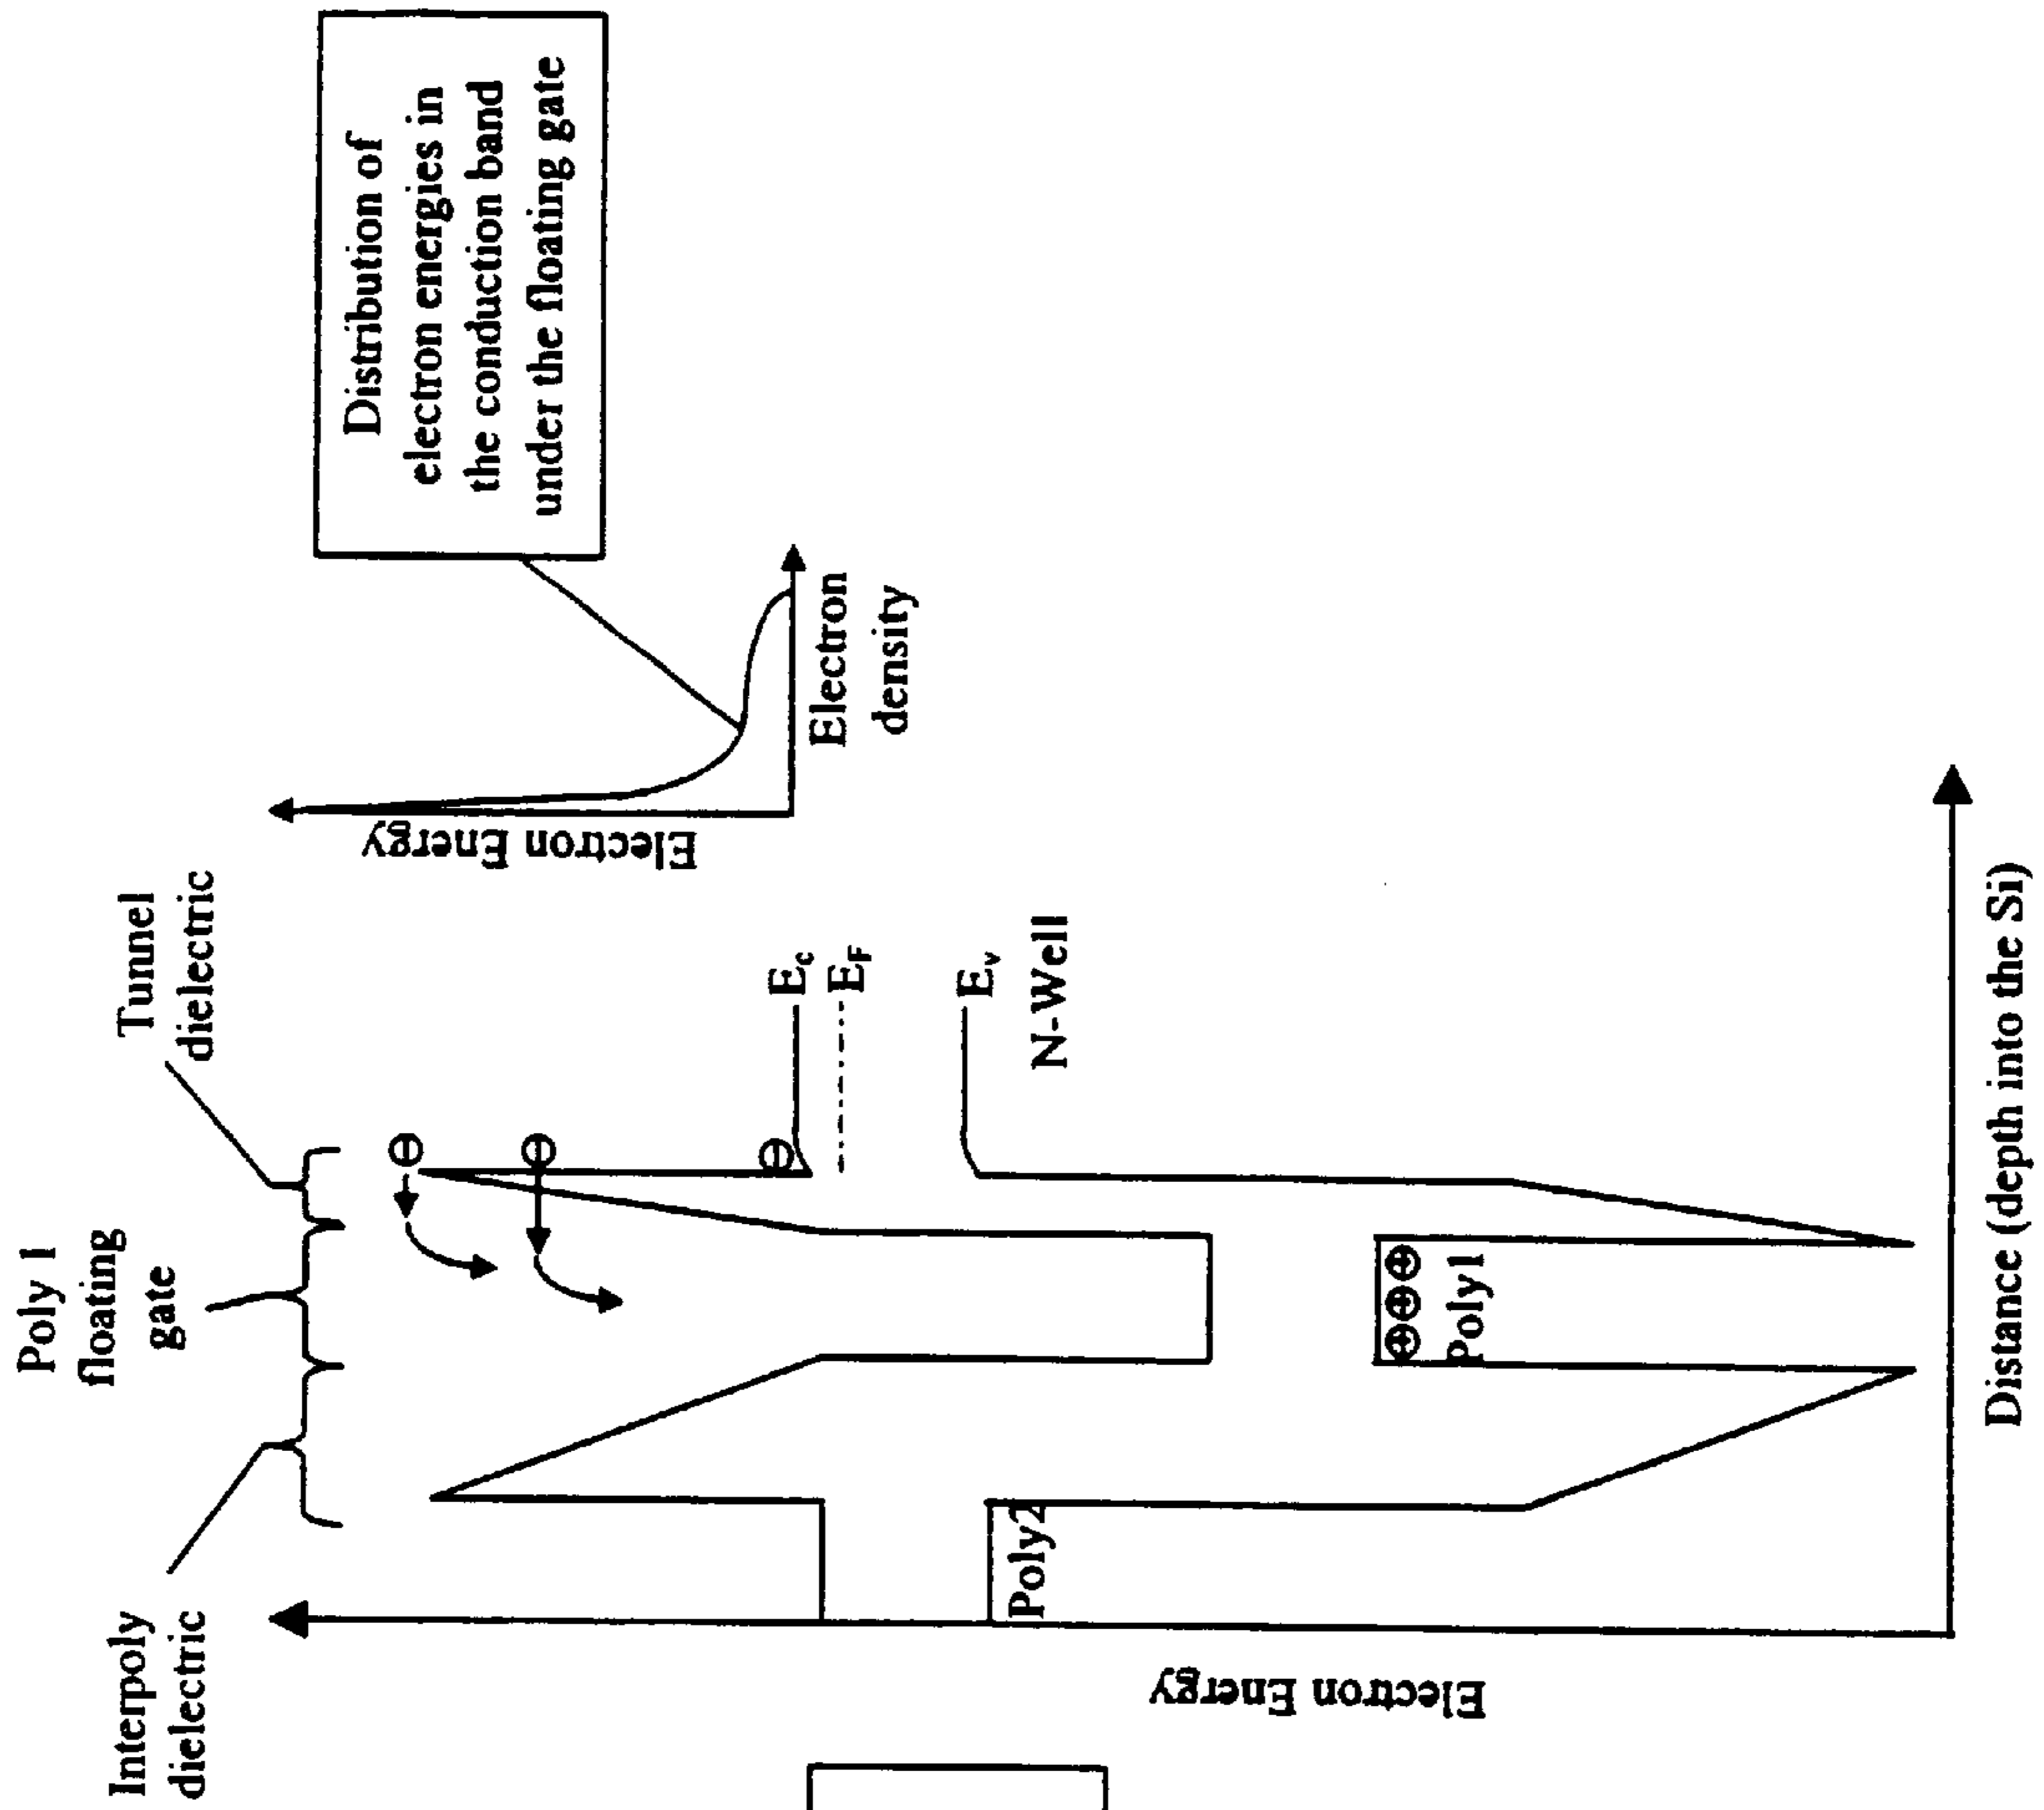 Interpoly
dielectric
Poly 1
floating
gate
Tunnel
dielectric
Distribution of
electron energies in
the conduction band
under the floating gate
Electron Energy
Electron
density
Ec
EF
Ev
N-Well
Poly2
Poly1
Electron Energy
Distance (depth into the Si)